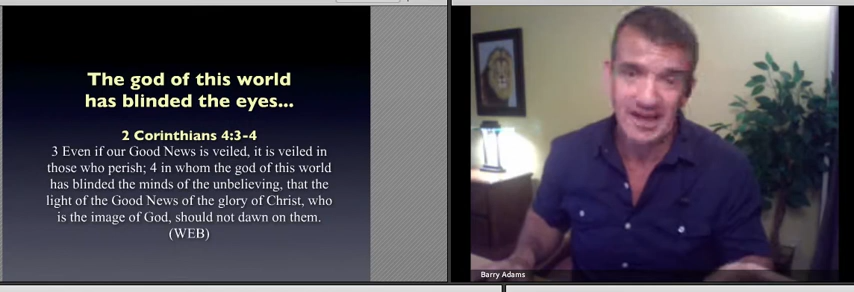 The god of this world
has blinded the eyes...
2 Corinthians 4:3-4
3 Even if our Good News is veiled, it is veiled in
those who perish; 4 in whom the god of this world
has blinded the minds of the unbelieving, that the
light of the Good News of the glory of Christ, who
is the image of God, should not dawn on them.
(WEB)
Barry Adams